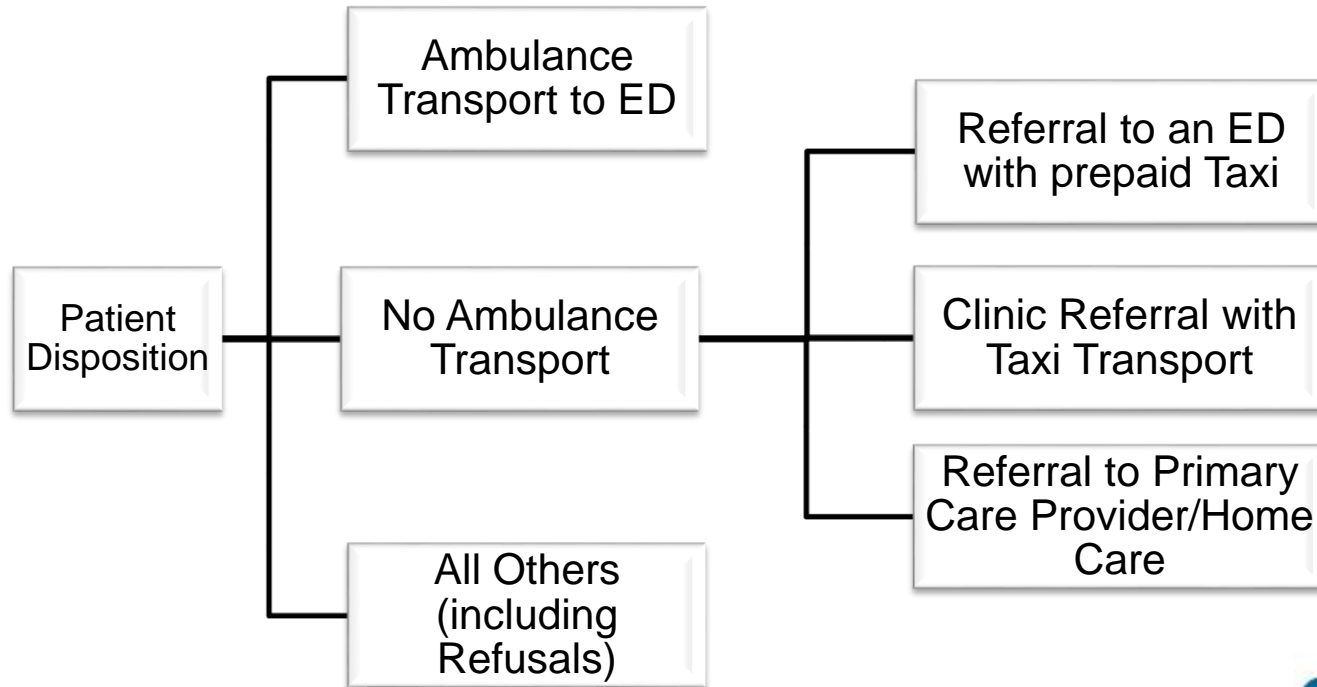 Patient
Disposition
Ambulance
Transport to ED
No Ambulance
Transport
All Others
(including
Refusals)
Referral to an ED
with prepaid Taxi
Clinic Referral with
Taxi Transport
Referral to Primary
Care Provider/Home
Care